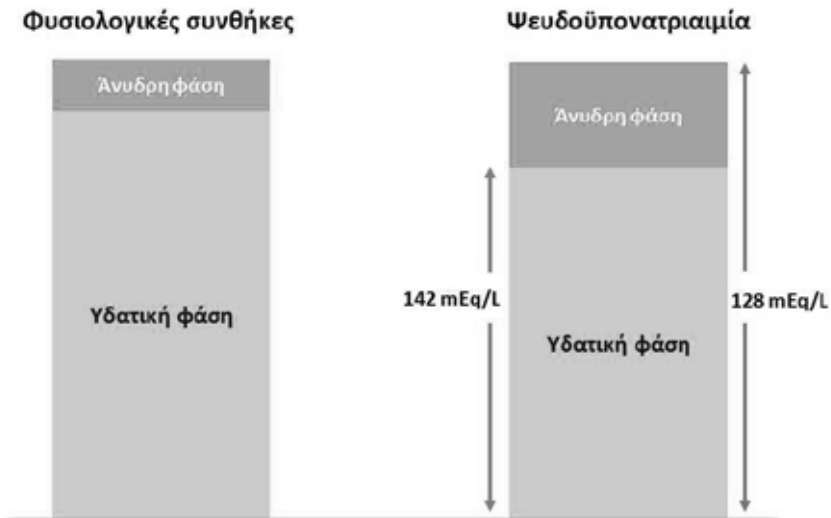 Φυσιολογικές συνθήκες
Ψευδοϋπονατριαιμία
Άνυδρη φάση
Άνυδρη φάση
142 mEq/L
128 mEq/L
Υδατική φάση
Υδατική φάση